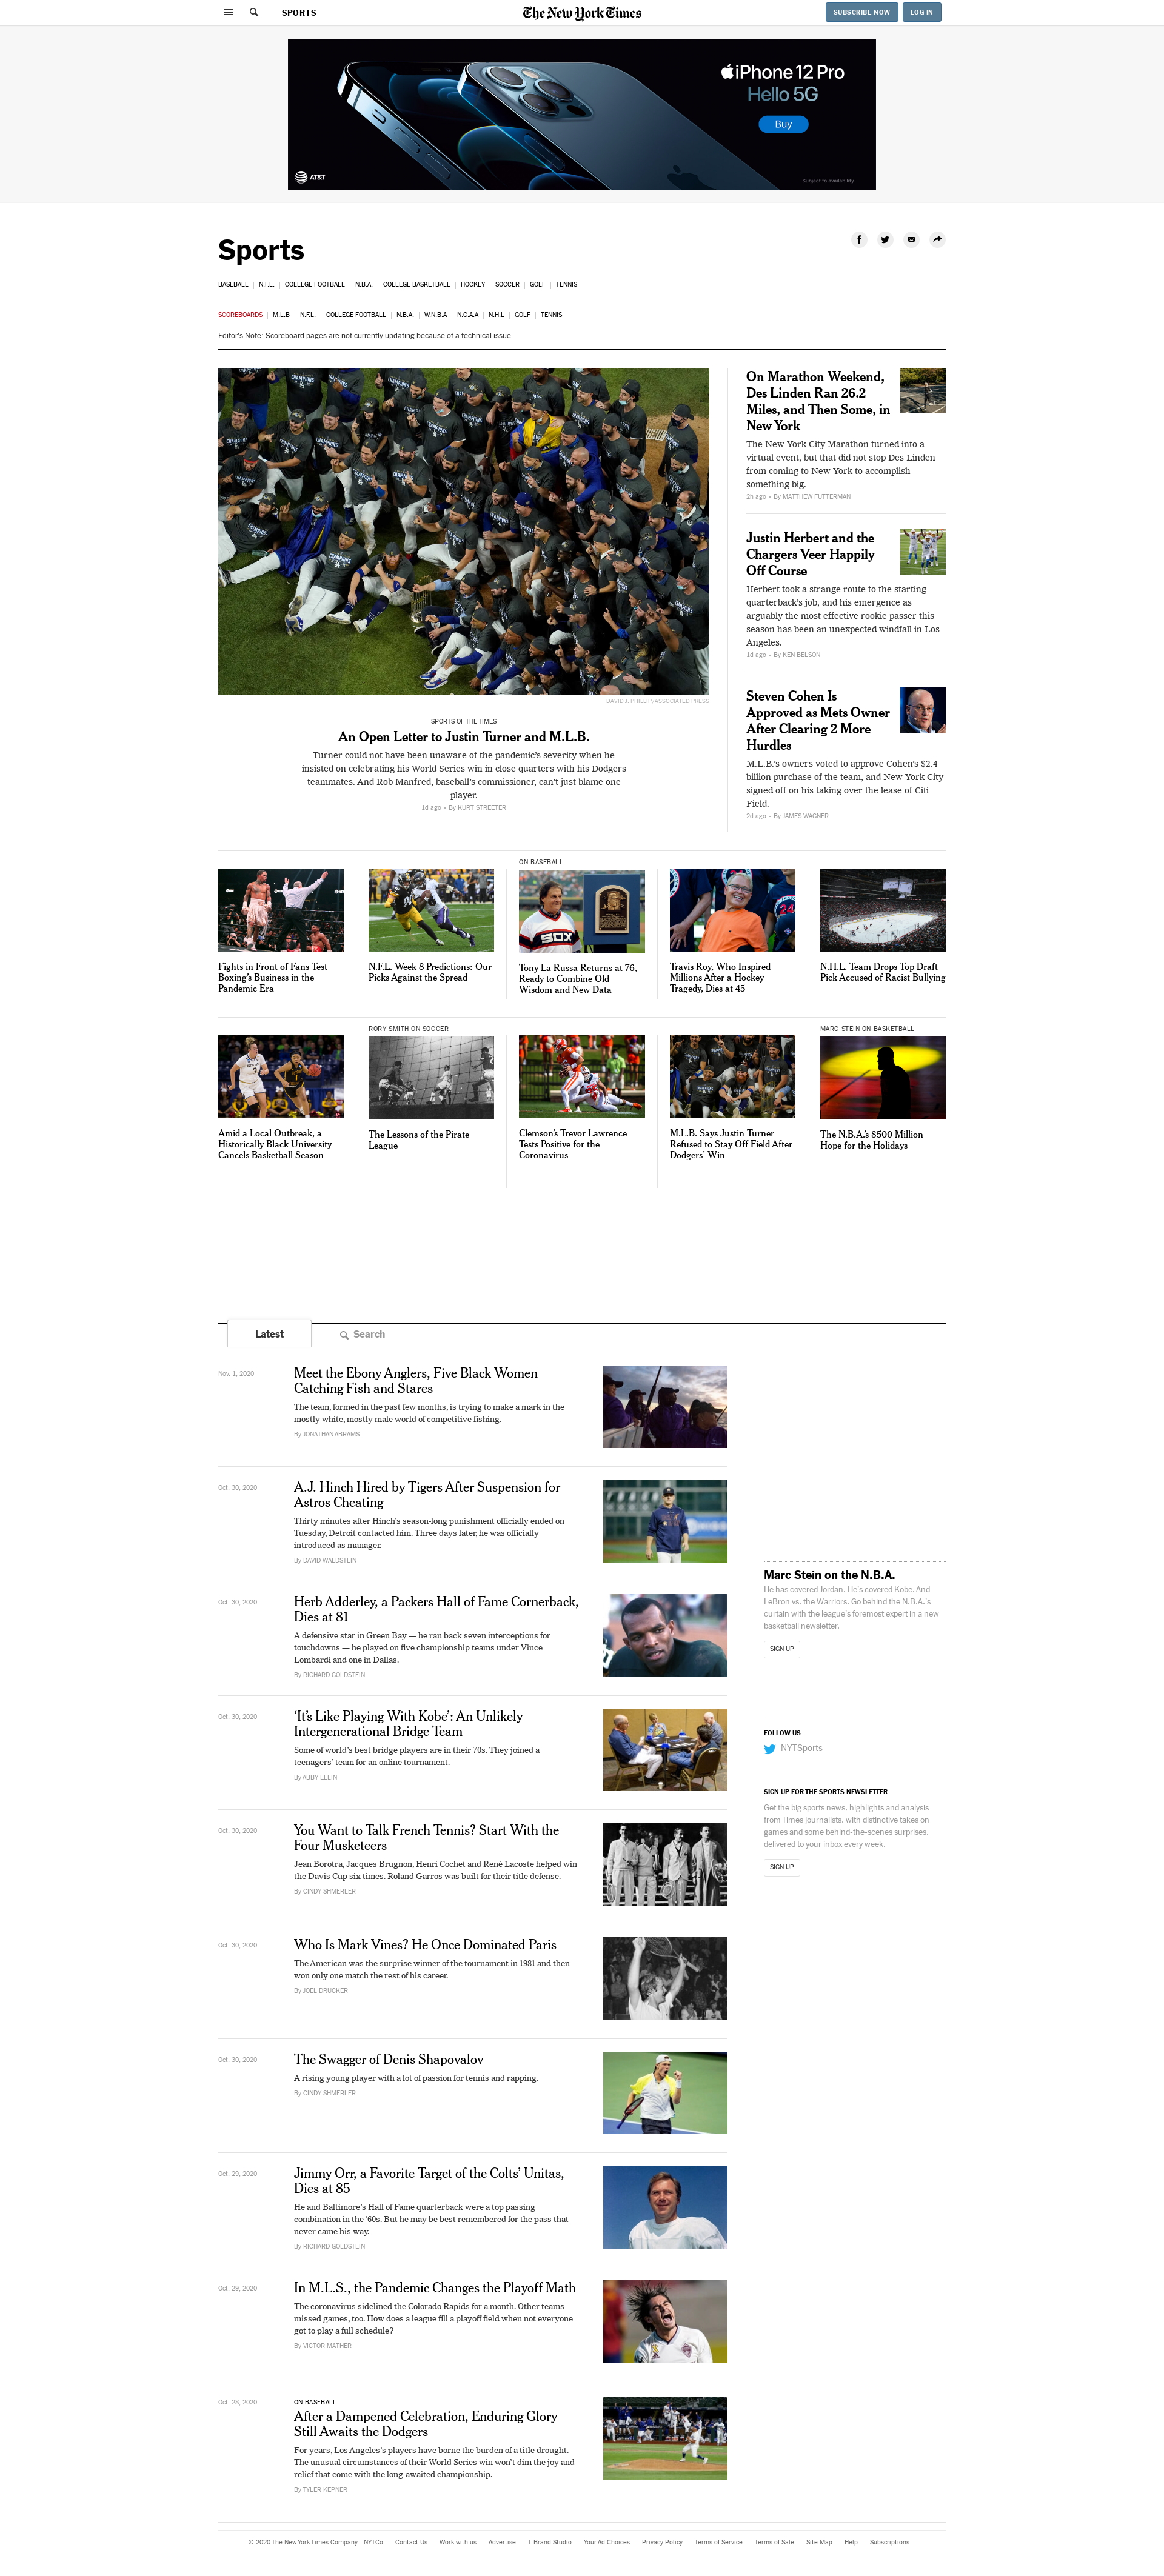 SPORTS
The New York Times
SUBSCRIBE NOW
LOG IN
iPhone 12 Pro
Hello 5G
Buy
AT&T
Subject to availability
Sports
BASEBALL | N.F.L. | COLLEGE FOOTBALL | N.B.A. | COLLEGE BASKETBALL | HOCKEY | SOCCER | GOLF | TENNIS
SCOREBOARDS | M.L.B | N.F.L. | COLLEGE FOOTBALL | N.B.A. | W.N.B.A | N.C.A.A | N.H.L | GOLF | TENNIS
Editor's Note: Scoreboard pages are not currently updating because of a technical issue.
DAVID J. PHILLIP/ASSOCIATED PRESS
SPORTS OF THE TIMES
An Open Letter to Justin Turner and M.L.B.
Turner could not have been unaware of the pandemic's severity when he
insisted on celebrating his World Series win in close quarters with his Dodgers
teammates. And Rob Manfred, baseball's commissioner, can't just blame one
player.
1d ago - By KURT STREETER
On Marathon Weekend,
Des Linden Ran 26.2
Miles, and Then Some, in
New York
The New York City Marathon turned into a
virtual event, but that did not stop Des Linden
from coming to New York to accomplish
something big.
2h ago - By MATTHEW FUTTERMAN
Justin Herbert and the
Chargers Veer Happily
Off Course
Herbert took a strange route to the starting
quarterback's job, and his emergence as
arguably the most effective rookie passer this
season has been an unexpected windfall in Los
Angeles.
1d ago - By KEN BELSON
Steven Cohen Is
Approved as Mets Owner
After Clearing 2 More
Hurdles
M.L.B.'s owners voted to approve Cohen's $2.4
billion purchase of the team, and New York City
signed off on his taking over the lease of Citi
Field.
2d ago - By JAMES WAGNER
Fights in Front of Fans Test
Boxing's Business in the
Pandemic Era
N.F.L. Week 8 Predictions: Our
Picks Against the Spread
ON BASEBALL
SOX
Tony La Russa Returns at 76,
Ready to Combine Old
Wisdom and New Data
24
Travis Roy, Who Inspired
Millions After a Hockey
Tragedy, Dies at 45
N.H.L. Team Drops Top Draft
Pick Accused of Racist Bullying
Amid a Local Outbreak, a
Historically Black University
Cancels Basketball Season
RORY SMITH ON SOCCER
The Lessons of the Pirate
League
Clemson's Trevor Lawrence
Tests Positive for the
Coronavirus
M.L.B. Says Justin Turner
Refused to Stay Off Field After
Dodgers' Win
MARC STEIN ON BASKETBALL
The N.B.A.'s $500 Million
Hope for the Holidays
Latest
Search
Nov. 1, 2020
Meet the Ebony Anglers, Five Black Women
Catching Fish and Stares
The team, formed in the past few months, is trying to make a mark in the
mostly white, mostly male world of competitive fishing.
By JONATHAN ABRAMS
Oct. 30, 2020
A.J. Hinch Hired by Tigers After Suspension for
Astros Cheating
Thirty minutes after Hinch's season-long punishment officially ended on
Tuesday, Detroit contacted him. Three days later, he was officially
introduced as manager.
By DAVID WALDSTEIN
Oct. 30, 2020
Herb Adderley, a Packers Hall of Fame Cornerback,
Dies at 81
A defensive star in Green Bay — he ran back seven interceptions for
touchdowns — he played on five championship teams under Vince
Lombardi and one in Dallas.
By RICHARD GOLDSTEIN
Oct. 30, 2020
'It's Like Playing With Kobe': An Unlikely
Intergenerational Bridge Team
Some of world's best bridge players are in their 70s. They joined a
teenagers' team for an online tournament.
By ABBY ELLIN
Oct. 30, 2020
You Want to Talk French Tennis? Start With the
Four Musketeers
Jean Borotra, Jacques Brugnon, Henri Cochet and René Lacoste helped win
the Davis Cup six times. Roland Garros was built for their title defense.
By CINDY SHMERLER
Oct. 30, 2020
Who Is Mark Vines? He Once Dominated Paris
The American was the surprise winner of the tournament in 1981 and then
won only one match the rest of his career.
By JOEL DRUCKER
Oct. 30, 2020
The Swagger of Denis Shapovalov
A rising young player with a lot of passion for tennis and rapping.
By CINDY SHMERLER
Oct. 29, 2020
Jimmy Orr, a Favorite Target of the Colts' Unitas,
Dies at 85
He and Baltimore's Hall of Fame quarterback were a top passing
combination in the '60s. But he may be best remembered for the pass that
never came his way.
By RICHARD GOLDSTEIN
Oct. 29, 2020
In M.L.S., the Pandemic Changes the Playoff Math
The coronavirus sidelined the Colorado Rapids for a month. Other teams
missed games, too. How does a league fill a playoff field when not everyone
got to play a full schedule?
By VICTOR MATHER
Oct. 28, 2020
ON BASEBALL
After a Dampened Celebration, Enduring Glory
Still Awaits the Dodgers
For years, Los Angeles's players have borne the burden of a title drought.
The unusual circumstances of their World Series win won't dim the joy and
relief that come with the long-awaited championship.
By TYLER KEPNER
Marc Stein on the N.B.A.
He has covered Jordan. He's covered Kobe. And
LeBron vs. the Warriors. Go behind the N.B.A.'s
curtain with the league's foremost expert in a new
basketball newsletter.
SIGN UP
FOLLOW US
NYTSports
SIGN UP FOR THE SPORTS NEWSLETTER
Get the big sports news, highlights and analysis
from Times journalists, with distinctive takes on
games and some behind-the-scenes surprises,
delivered to your inbox every week.
SIGN UP
© 2020 The New York Times Company NYTCo Contact Us Work with us Advertise T Brand Studio Your Ad Choices Privacy Policy Terms of Service Terms of Sale Site Map Help Subscriptions